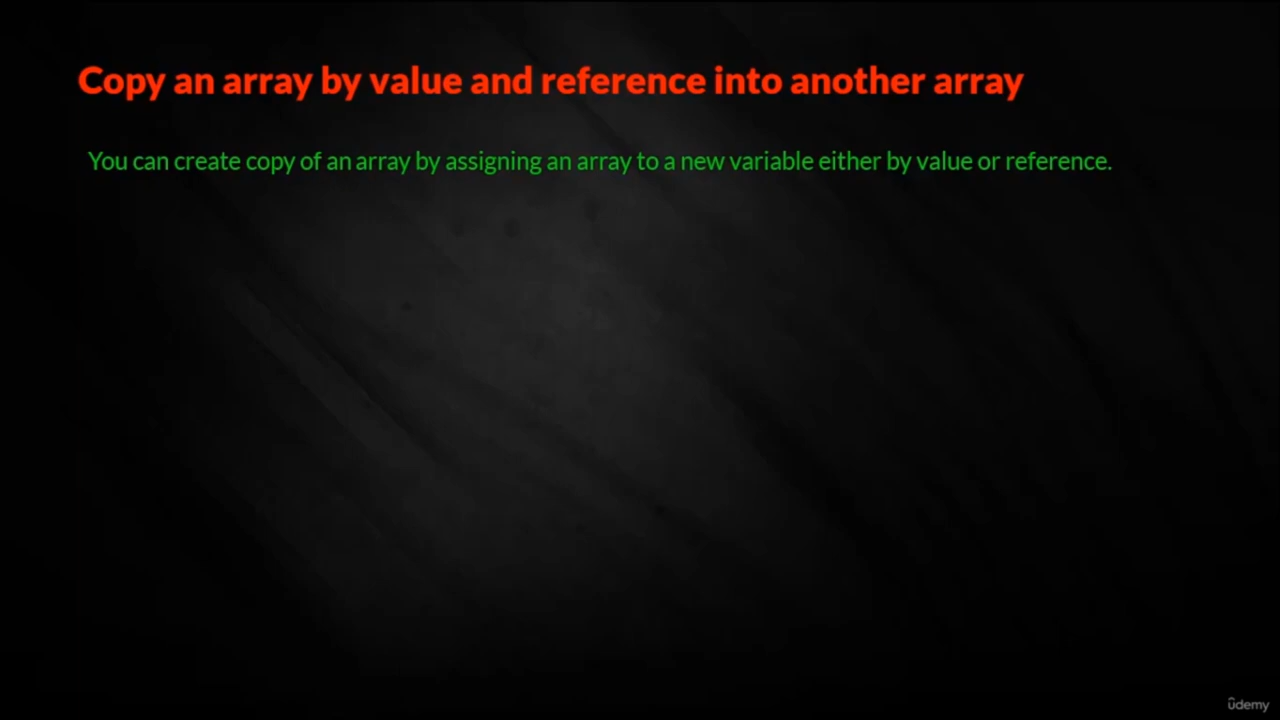 Copy an array by value and reference into another array
You can create copy of an array by assigning an array to a new variable either by value or reference.
ûdemy